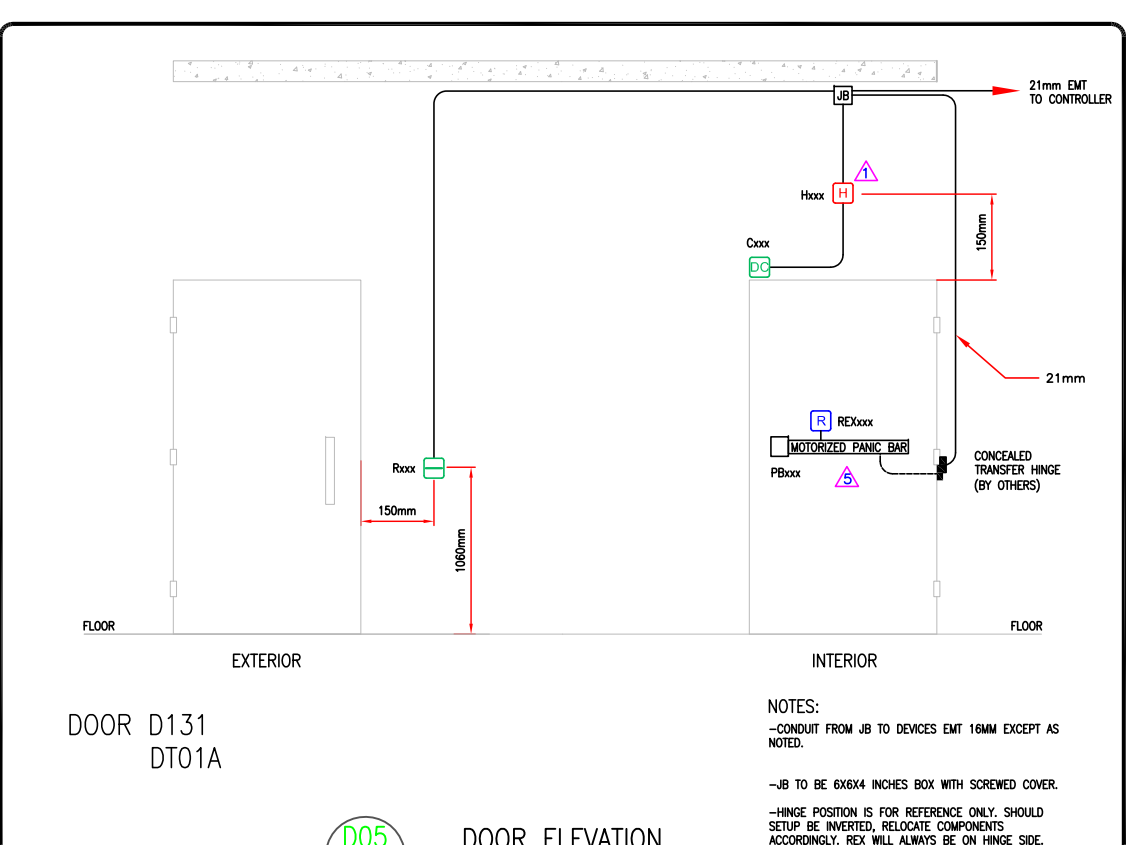 21mm EMT
TO CONTROLLER
JB
1
Hxxx
H
150mm
Cxxx
DC
21mm
R
REXxxx
MOTORIZED PANIC BAR
PBxxx
5
CONCEALED
TRANSFER HINGE
(BY OTHERS)
Rxxx
150mm
1060mm
FLOOR
FLOOR
EXTERIOR
INTERIOR
DOOR D131
DT01A
NOTES:
-CONDUIT FROM JB TO DEVICES EMT 16MM EXCEPT AS
NOTED.
-JB TO BE 6X6X4 INCHES BOX WITH SCREWED COVER.
-HINGE POSITION IS FOR REFERENCE ONLY. SHOULD
SETUP BE INVERTED, RELOCATE COMPONENTS
ACCORDINGLY. REX WILL ALWAYS BE ON HINGE SIDE.
D05
DOOR ELEVATION